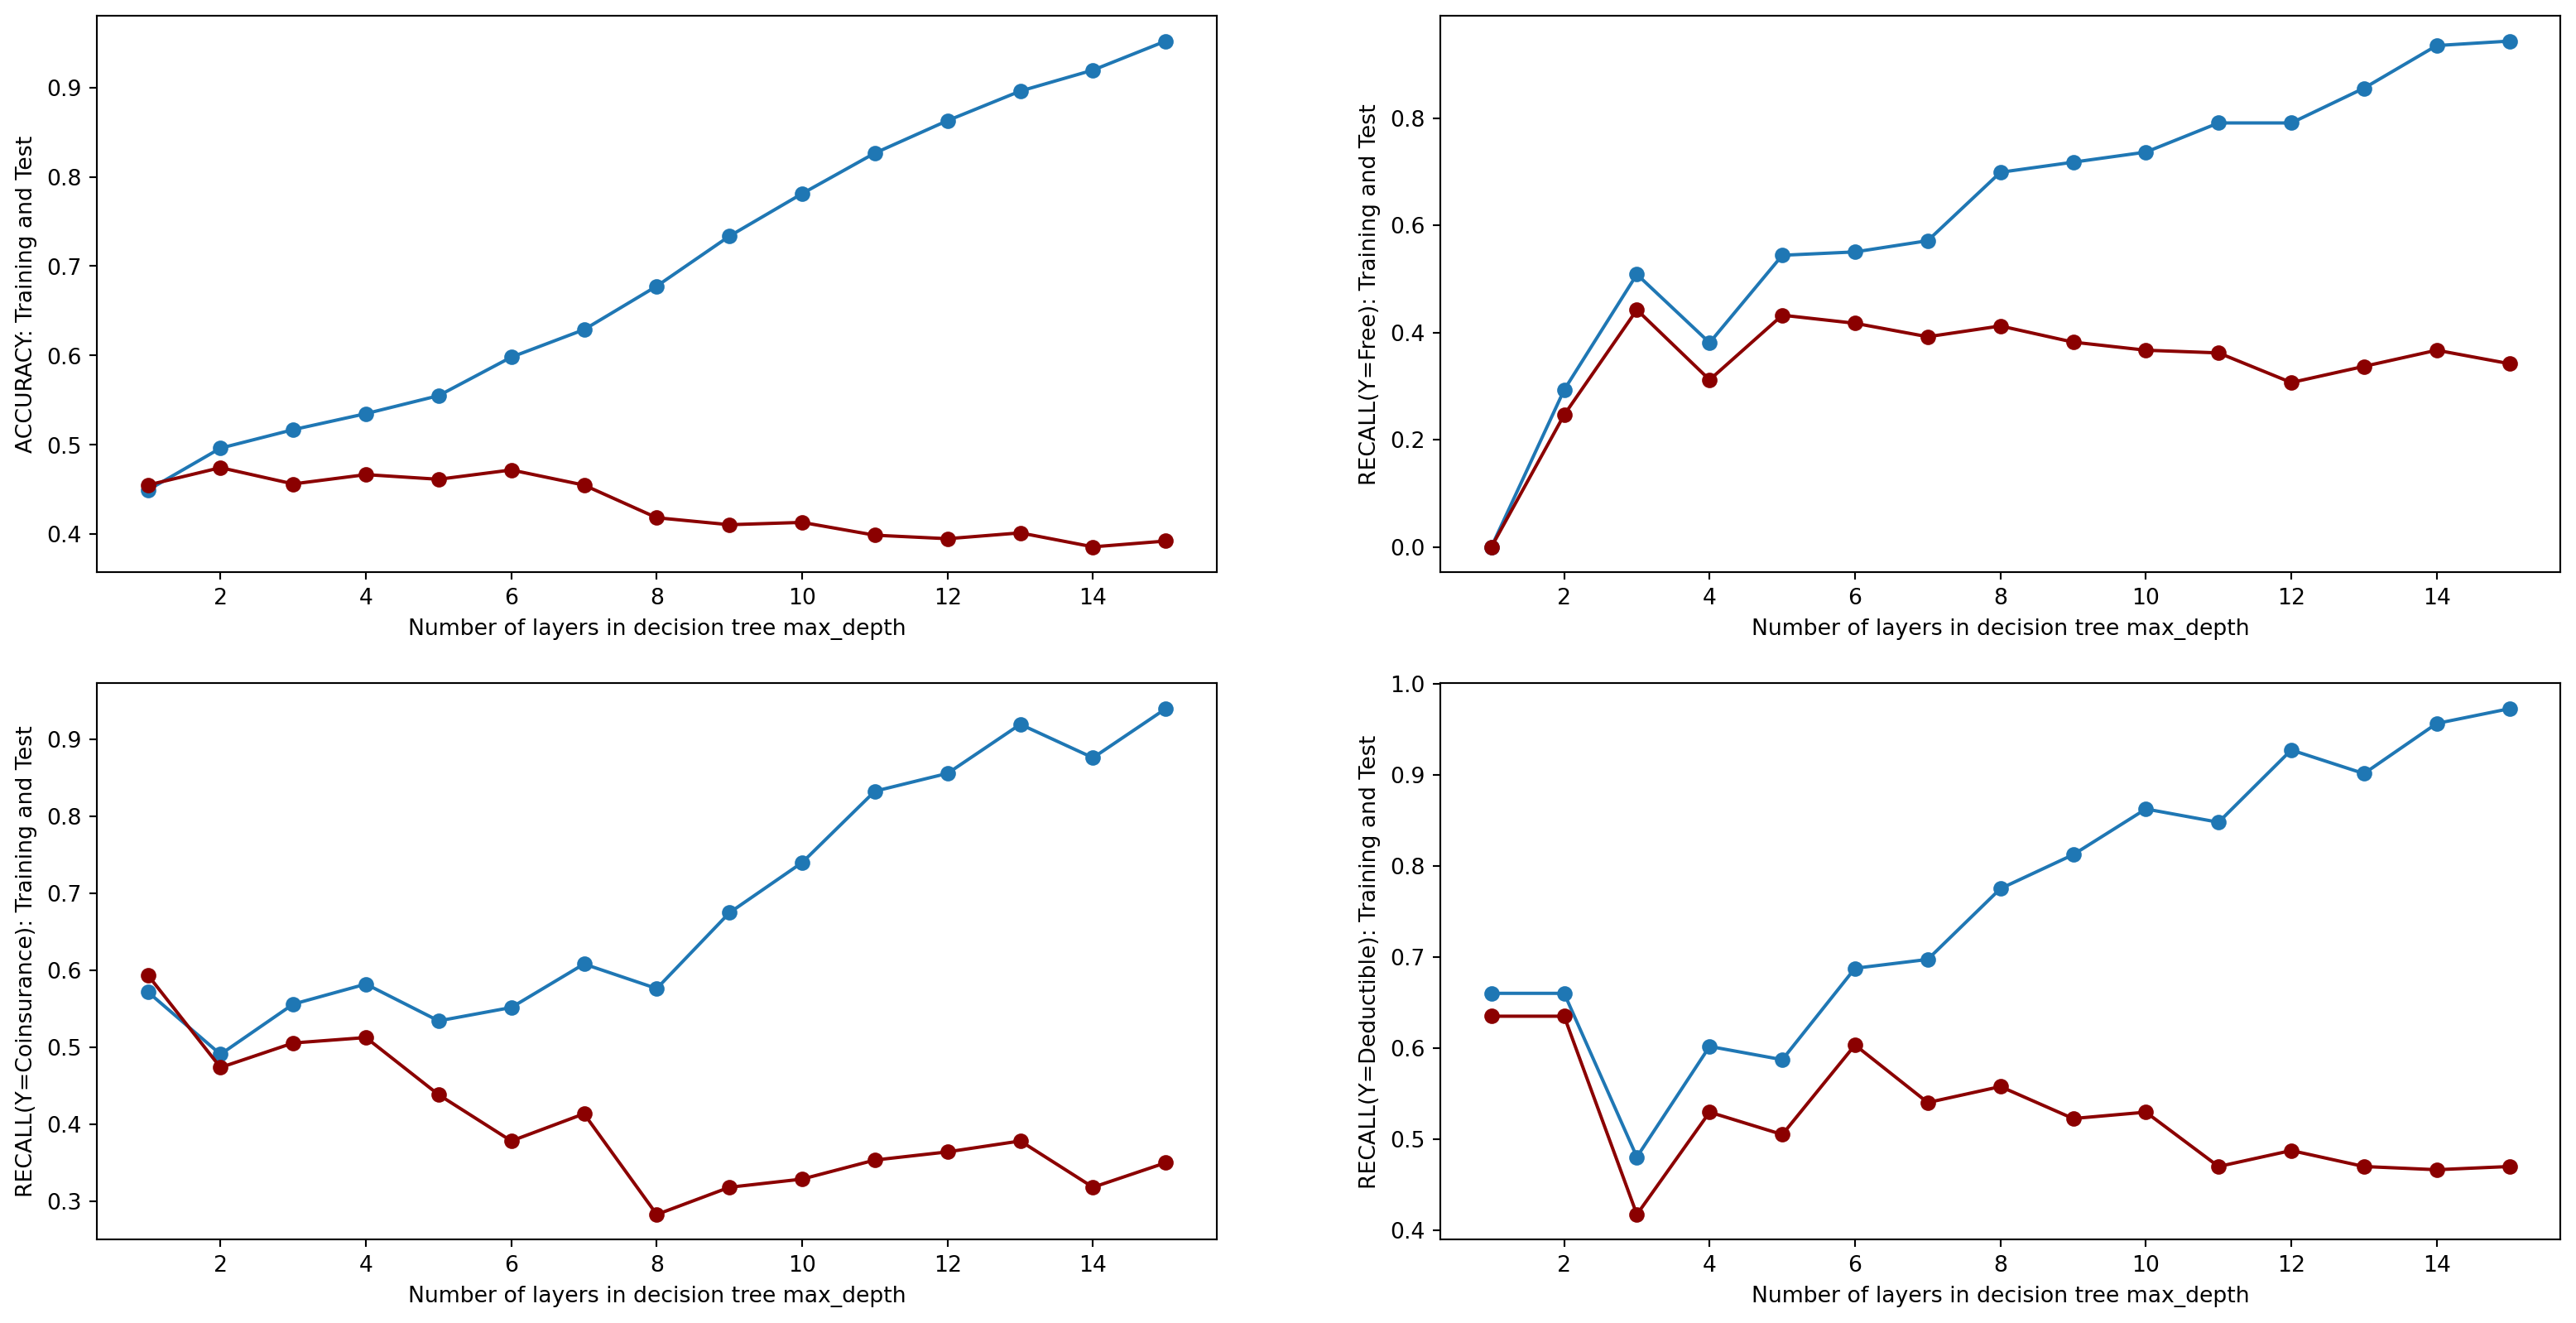 ACCURACY: Training and Test
0.9
0.8
0.7
0.6
0.5
0.4
2 4 6 8 10 12 14
Number of layers in decision tree max_depth
RECALL(Y=Free): Training and Test
0.8
0.6
0.4
0.2
0.0
2 4 6 8 10 12 14
Number of layers in decision tree max_depth
RECALL(Y=Coinsurance): Training and Test
0.9
0.8
0.7
0.6
0.5
0.4
0.3
2 4 6 8 10 12 14
Number of layers in decision tree max_depth
RECALL(Y=Deductible): Training and Test
1.0
0.9
0.8
0.7
0.6
0.5
0.4
2 4 6 8 10 12 14
Number of layers in decision tree max_depth